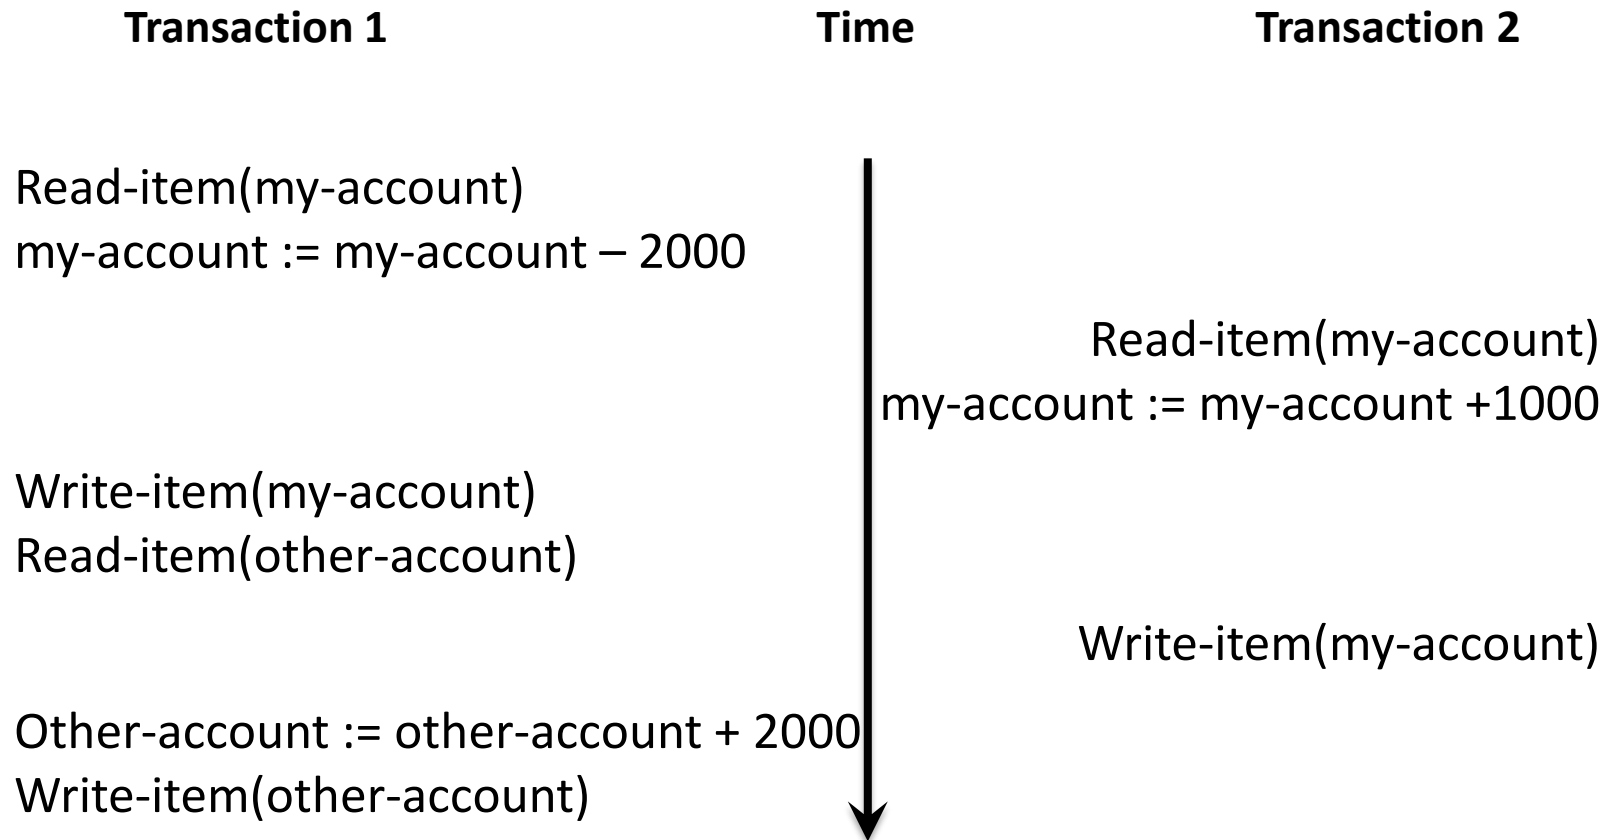 Transaction 1 Time Transaction 2
Read-item(my-account)
my-account := my-account – 2000
Read-item(my-account)
my-account := my-account +1000
Write-item(my-account)
Read-item(other-account)
Write-item(my-account)
Other-account := other-account + 2000
Write-item(other-account)